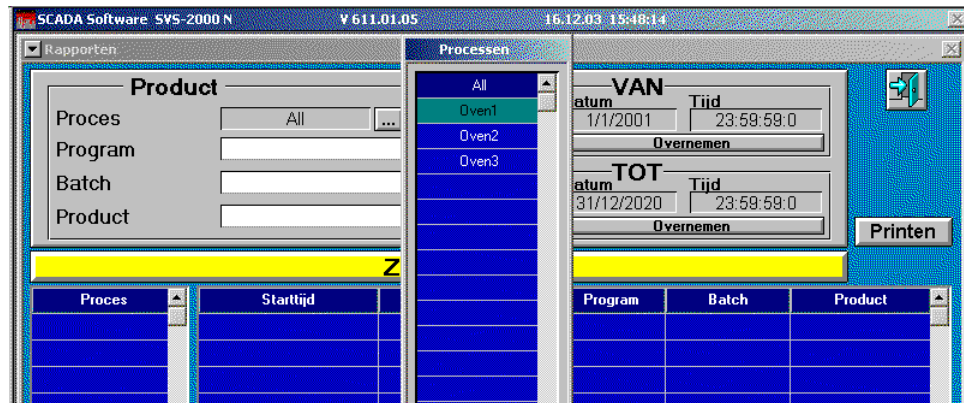 SCADA Software SVS-2000 N V 611.01.05 16.12.03 15:48:14
Rapporten
Processen
All
Oven1
Oven2
Oven3
Product
Proces All ...
Program
Batch
Product
VAN
atum Tijd
1/1/2001 23:59:59:0
Overnemen
TOT
atum Tijd
31/12/2020 23:59:59:0
Overnemen
Printen
Z
Proces Starttijd Program Batch Product